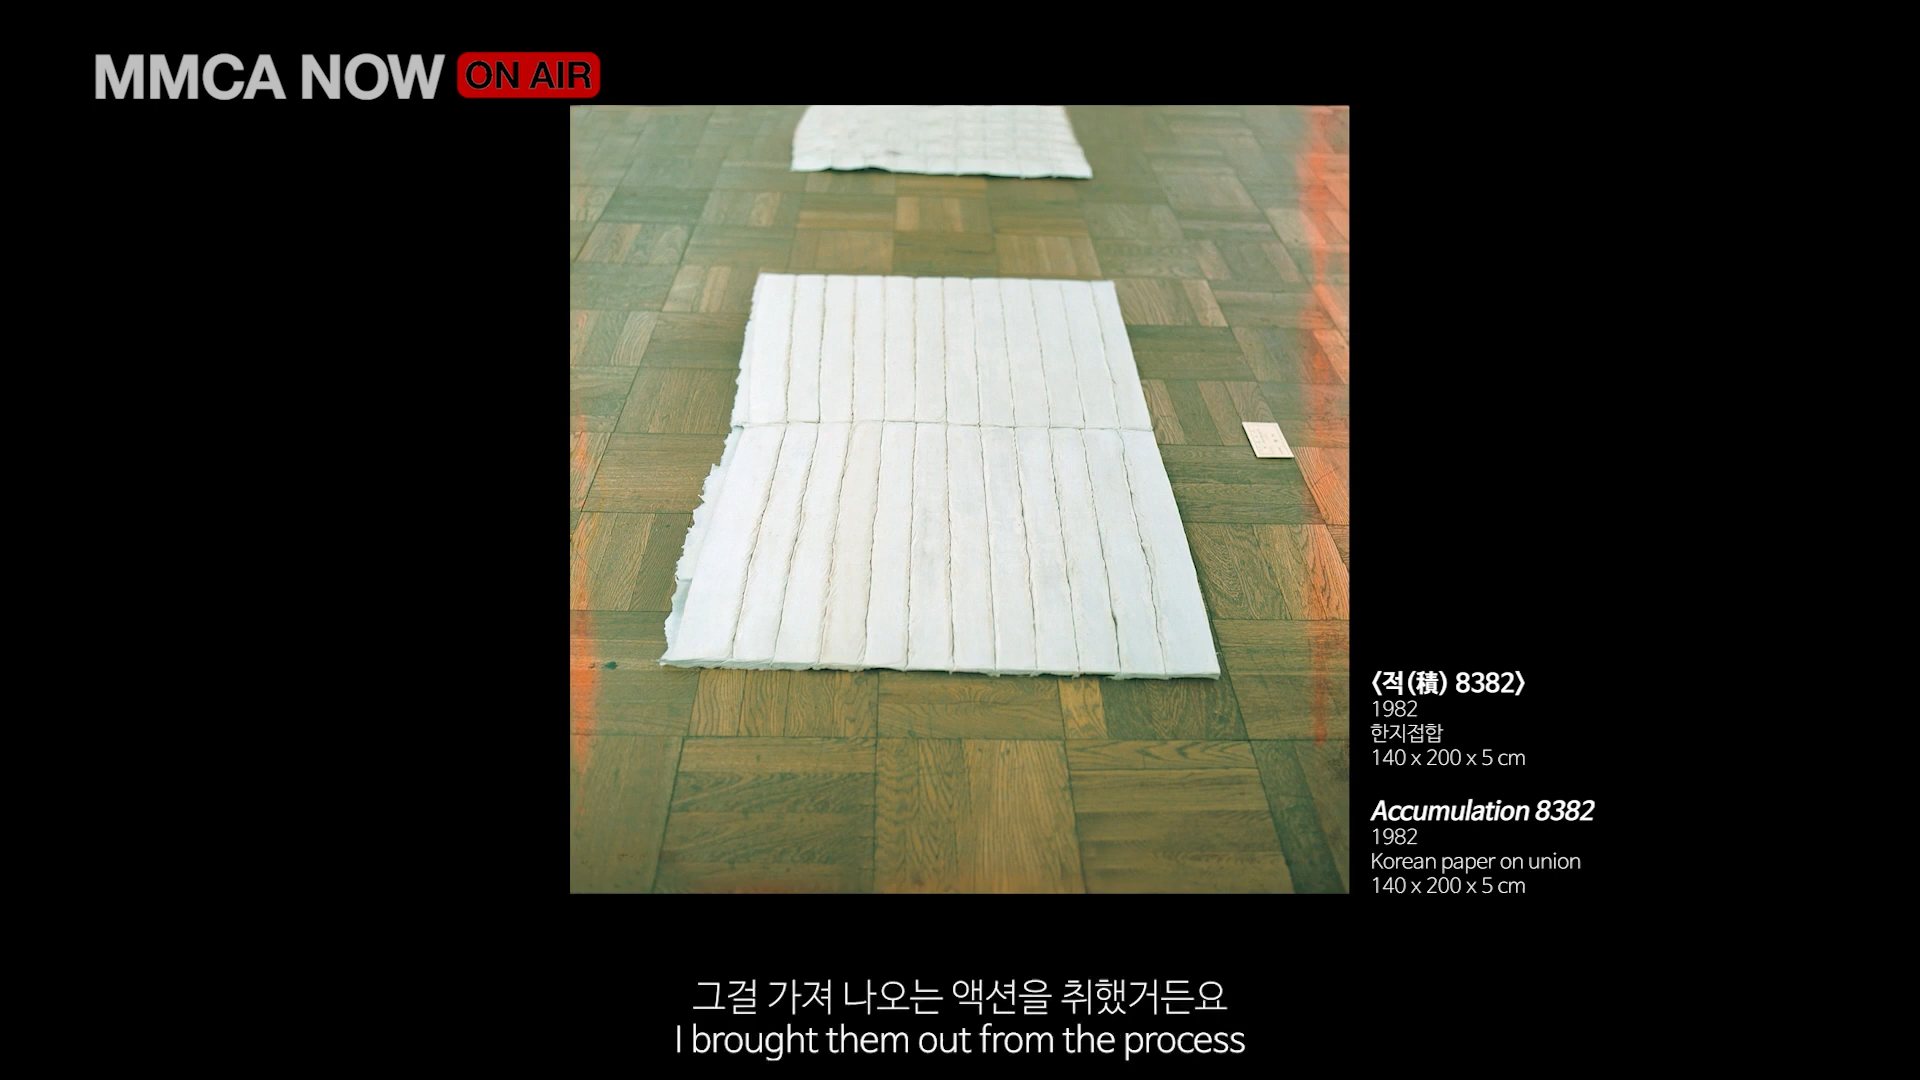 MMCA NOW ON AIR
〈적(積) 8382〉
1982
한지접합
140 x 200 x 5 cm
Accumulation 8382
1982
Korean paper on union
140 x 200 x 5 cm
그걸 가져 나오는 액션을 취했거든요
I brought them out from the process